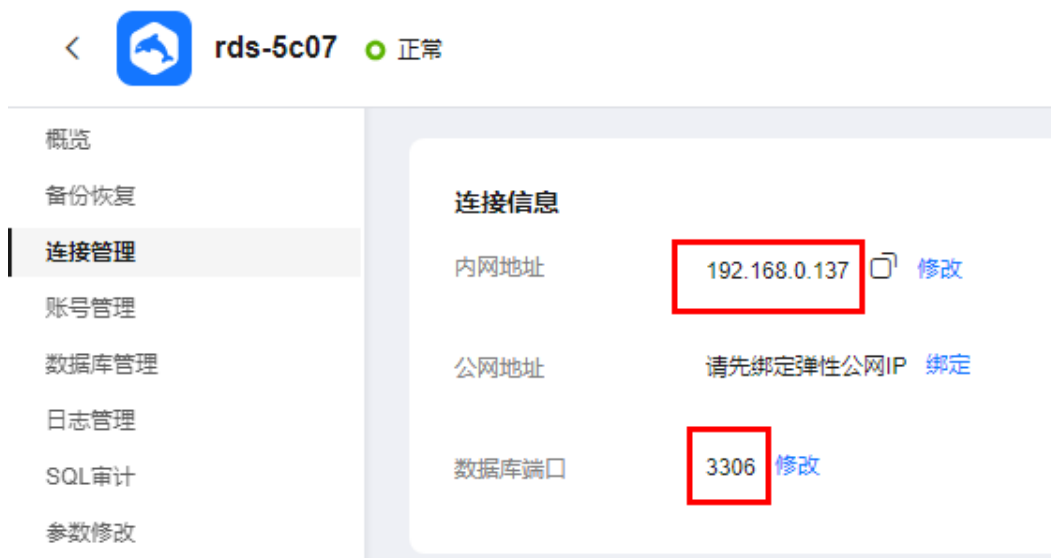 rds-5c07 正常
概览
备份恢复
连接管理
账号管理
数据库管理
日志管理
SQL审计
参数修改
连接信息
内网地址 192.168.0.137 修改
公网地址 请先绑定弹性公网IP 绑定
数据库端口 3306 修改